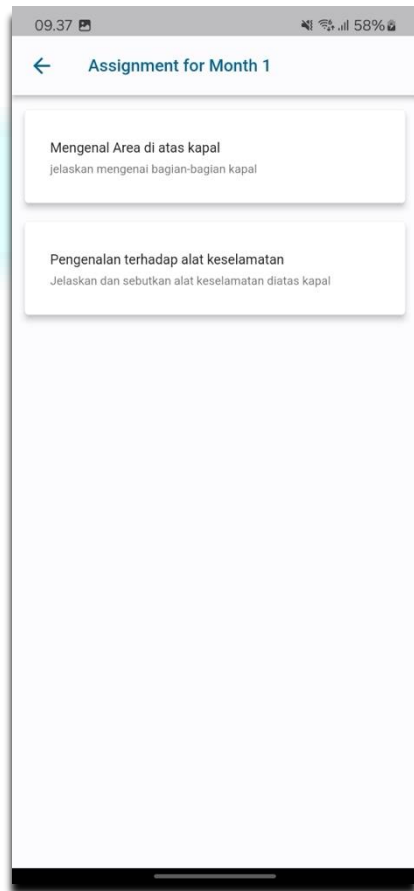 09.37 58%
Assignment for Month 1
Mengenal Area di atas kapal
jelaskan mengenai bagian-bagian kapal
Pengenalan terhadap alat keselamatan
Jelaskan dan sebutkan alat keselamatan diatas kapal